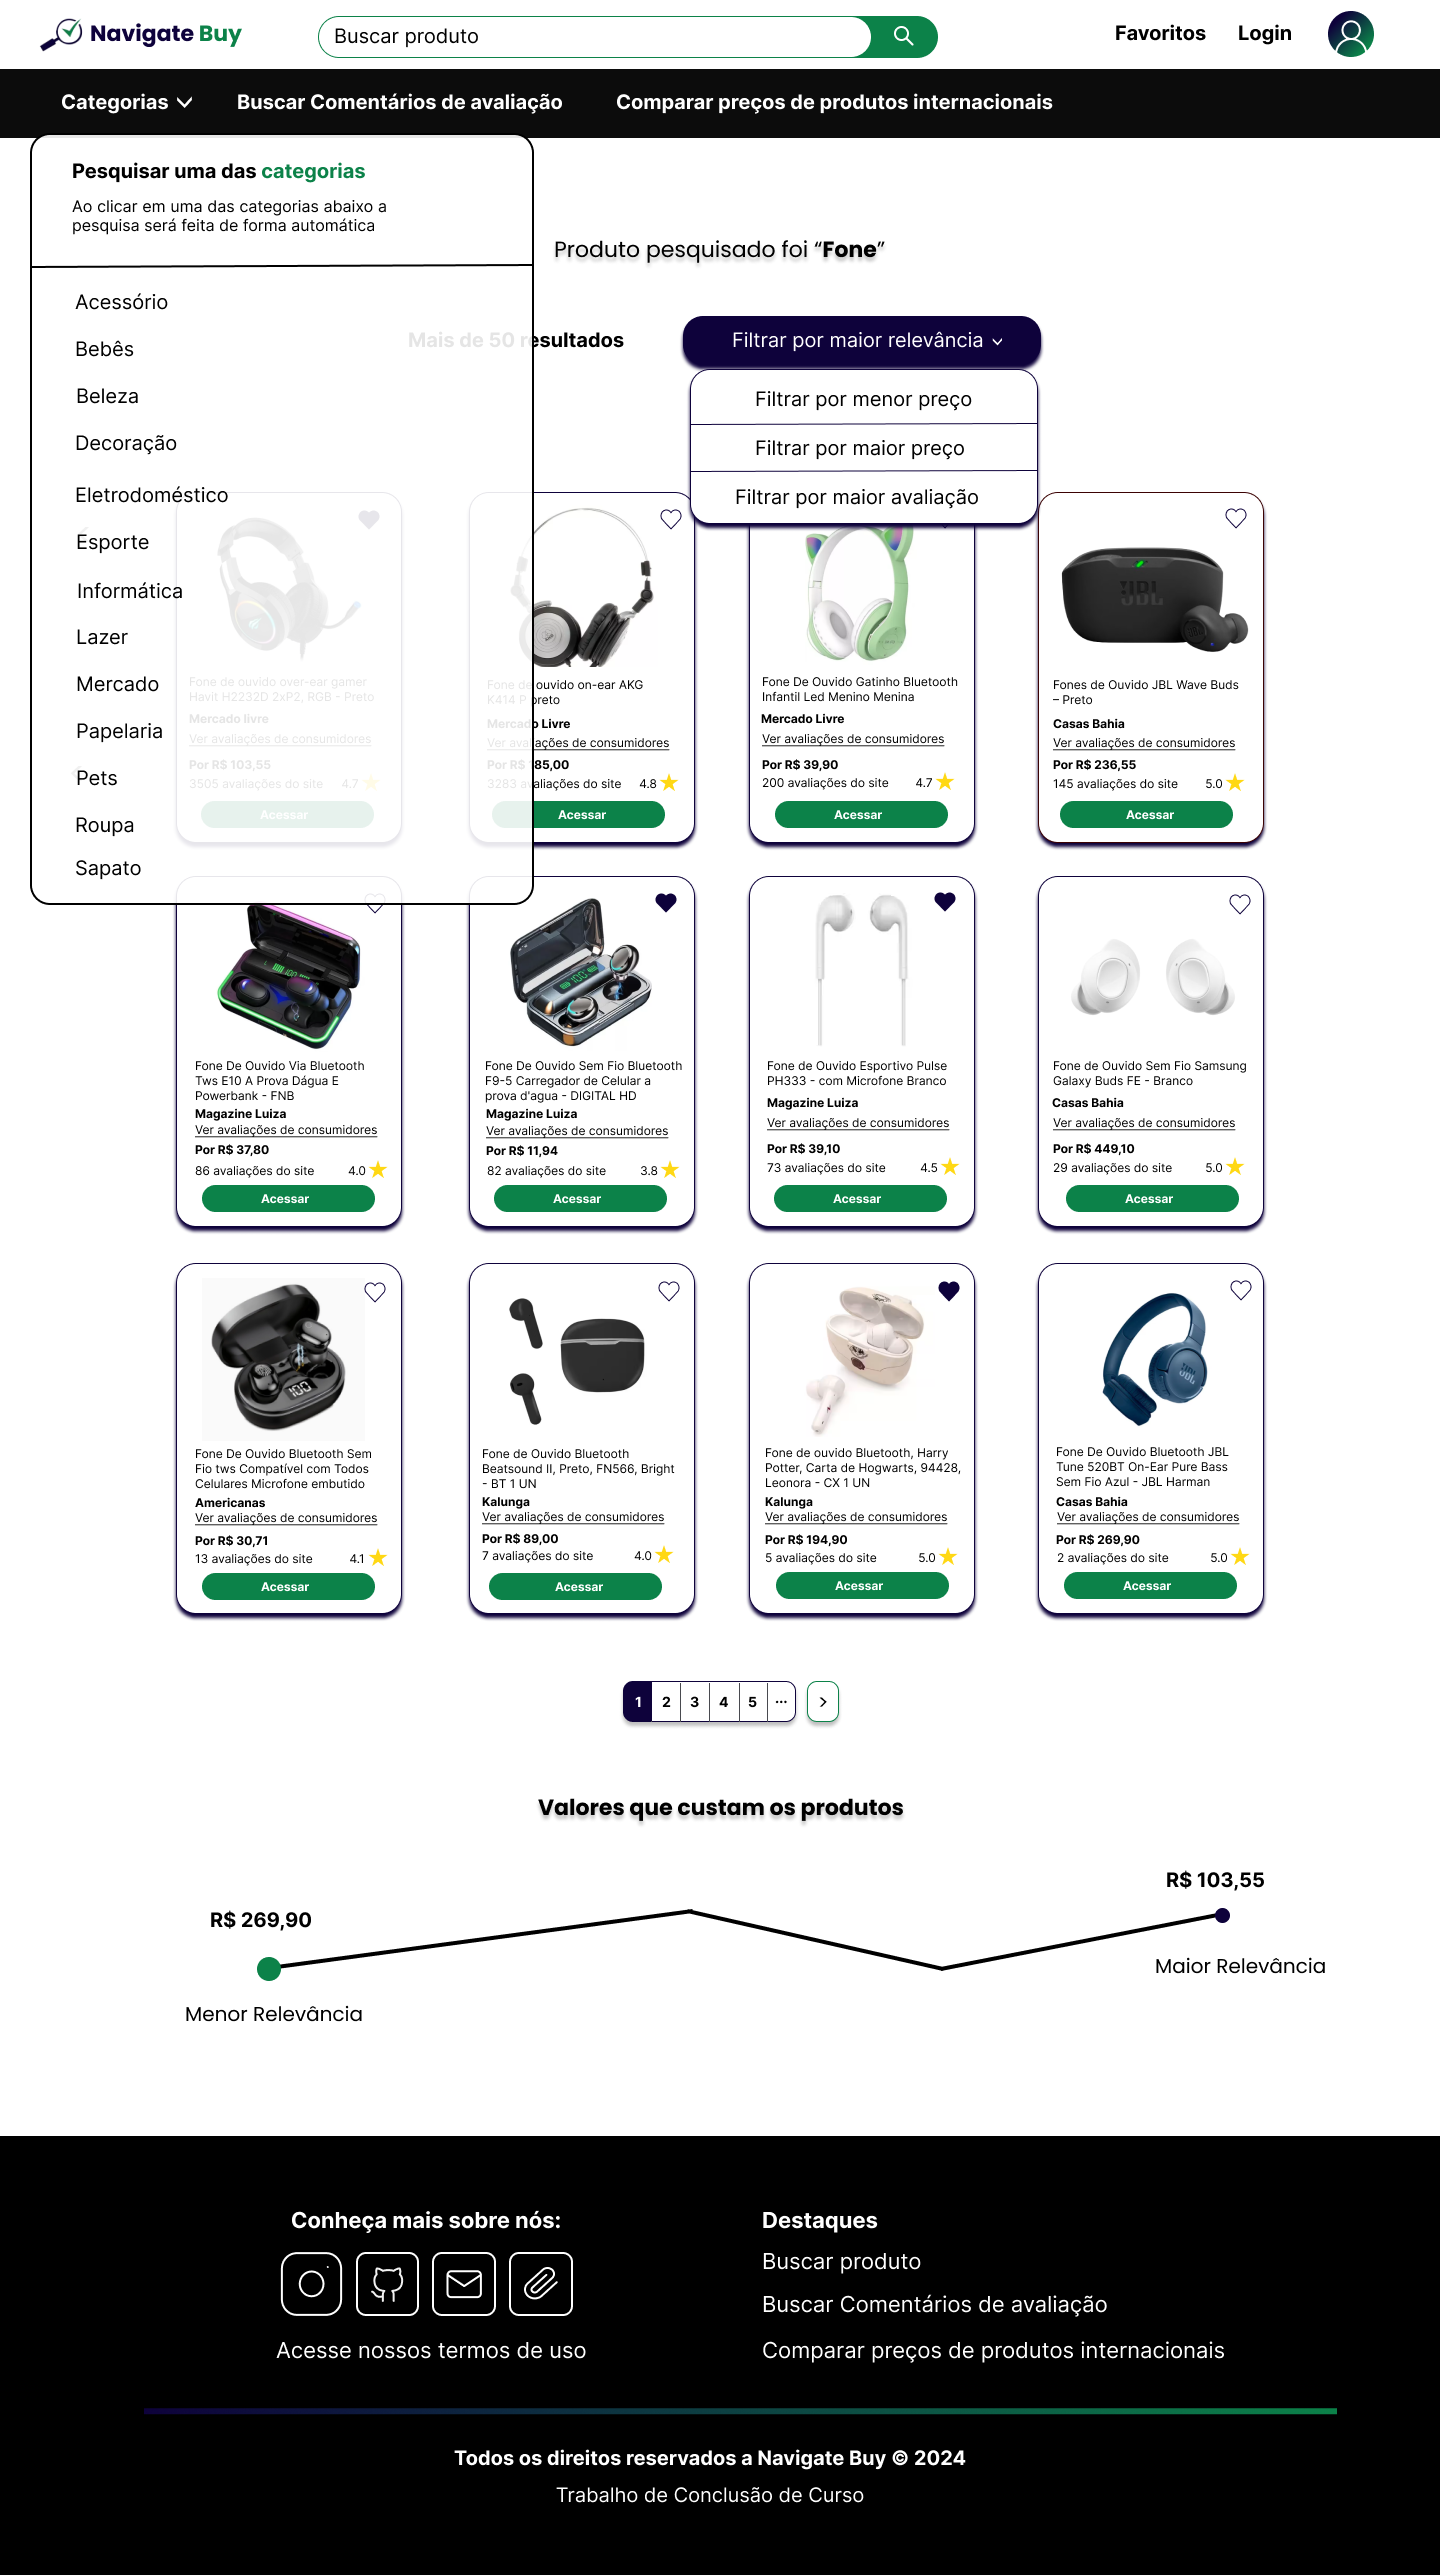 Navigate Buy
Buscar produto
Favoritos
Login
Categorias
Buscar Comentários de avaliação
Comparar preços de produtos internacionais
Pesquisar uma das categorias
Ao clicar em uma das categorias abaixo a
pesquisa será feita de forma automática
Acessório
Bebês
Beleza
Decoração
Eletrodoméstico
Esporte
Informática
Lazer
Mercado
Papelaria
Pets
Roupa
Sapato
Produto pesquisado foi “Fone”
Mais de 50 resultados
Filtrar por maior relevância
Filtrar por menor preço
Filtrar por maior preço
Filtrar por maior avaliação
Fone de ouvido over-ear gamer
Havit H2232D 2xP2, RGB - Preto
Mercado livre
Ver avaliações de consumidores
Por R$ 103,55
3505 avaliações do site 4.7
Acessar
Fone de ouvido on-ear AKG
K414 P preto
Mercado Livre
Ver avaliações de consumidores
Por R$ 185,00
3283 avaliações do site 4.8
Acessar
Fone De Ouvido Gatinho Bluetooth
Infantil Led Menino Menina
Mercado Livre
Ver avaliações de consumidores
Por R$ 39,90
200 avaliações do site 4.7
Acessar
JBL
Fones de Ouvido JBL Wave Buds
– Preto
Casas Bahia
Ver avaliações de consumidores
Por R$ 236,55
145 avaliações do site 5.0
Acessar
100
Fone De Ouvido Via Bluetooth
Tws E10 A Prova Dágua E
Powerbank - FNB
Magazine Luiza
Ver avaliações de consumidores
Por R$ 37,80
86 avaliações do site 4.0
Acessar
100
Fone De Ouvido Sem Fio Bluetooth
F9-5 Carregador de Celular a
prova d'agua - DIGITAL HD
Magazine Luiza
Ver avaliações de consumidores
Por R$ 11,94
82 avaliações do site 3.8
Acessar
Fone de Ouvido Esportivo Pulse
PH333 - com Microfone Branco
Magazine Luiza
Ver avaliações de consumidores
Por R$ 39,10
73 avaliações do site 4.5
Acessar
Fone de Ouvido Sem Fio Samsung
Galaxy Buds FE - Branco
Casas Bahia
Ver avaliações de consumidores
Por R$ 449,10
29 avaliações do site 5.0
Acessar
100
Fone De Ouvido Bluetooth Sem
Fio tws Compatível com Todos
Celulares Microfone embutido
Americanas
Ver avaliações de consumidores
Por R$ 30,71
13 avaliações do site 4.1
Acessar
Fone de Ouvido Bluetooth
Beatsound II, Preto, FN566, Bright
- BT 1 UN
Kalunga
Ver avaliações de consumidores
Por R$ 89,00
7 avaliações do site 4.0
Acessar
Fone de ouvido Bluetooth, Harry
Potter, Carta de Hogwarts, 94428,
Leonora - CX 1 UN
Kalunga
Ver avaliações de consumidores
Por R$ 194,90
5 avaliações do site 5.0
Acessar
JBL
Fone De Ouvido Bluetooth JBL
Tune 520BT On-Ear Pure Bass
Sem Fio Azul - JBL Harman
Casas Bahia
Ver avaliações de consumidores
Por R$ 269,90
2 avaliações do site 5.0
Acessar
1 2 3 4 5 ... >
Valores que custam os produtos
R$ 269,90
Menor Relevância
R$ 103,55
Maior Relevância
Conheça mais sobre nós:
Acesse nossos termos de uso
Destaques
Buscar produto
Buscar Comentários de avaliação
Comparar preços de produtos internacionais
Todos os direitos reservados a Navigate Buy © 2024
Trabalho de Conclusão de Curso